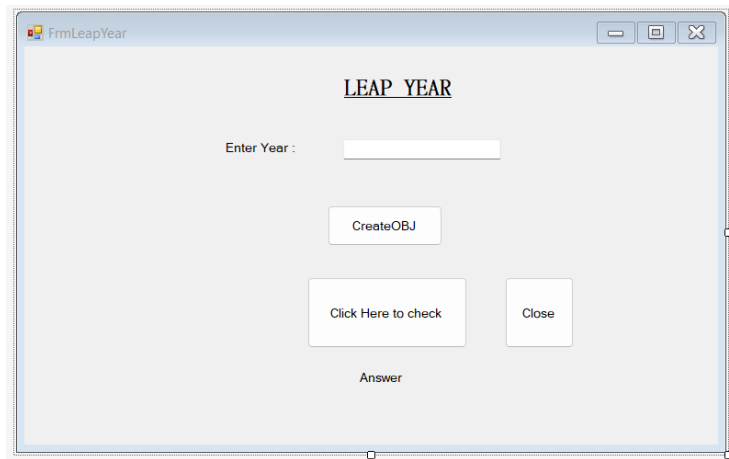 FrmLeapYear
LEAP YEAR
Enter Year :
CreateOBJ
Click Here to check
Close
Answer